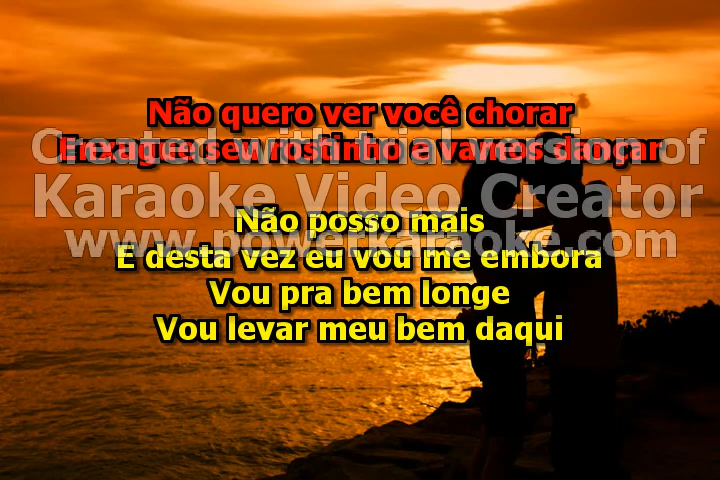 Não quero ver você chorar
Created with trial version of
Enxague seu rostinho e vamos dançar
Karaoke Video Creator
Não posso mais
www.powerkaraoke.com
E desta vez eu vou me embora
Vou pra bem longe
Vou levar meu bem daqui